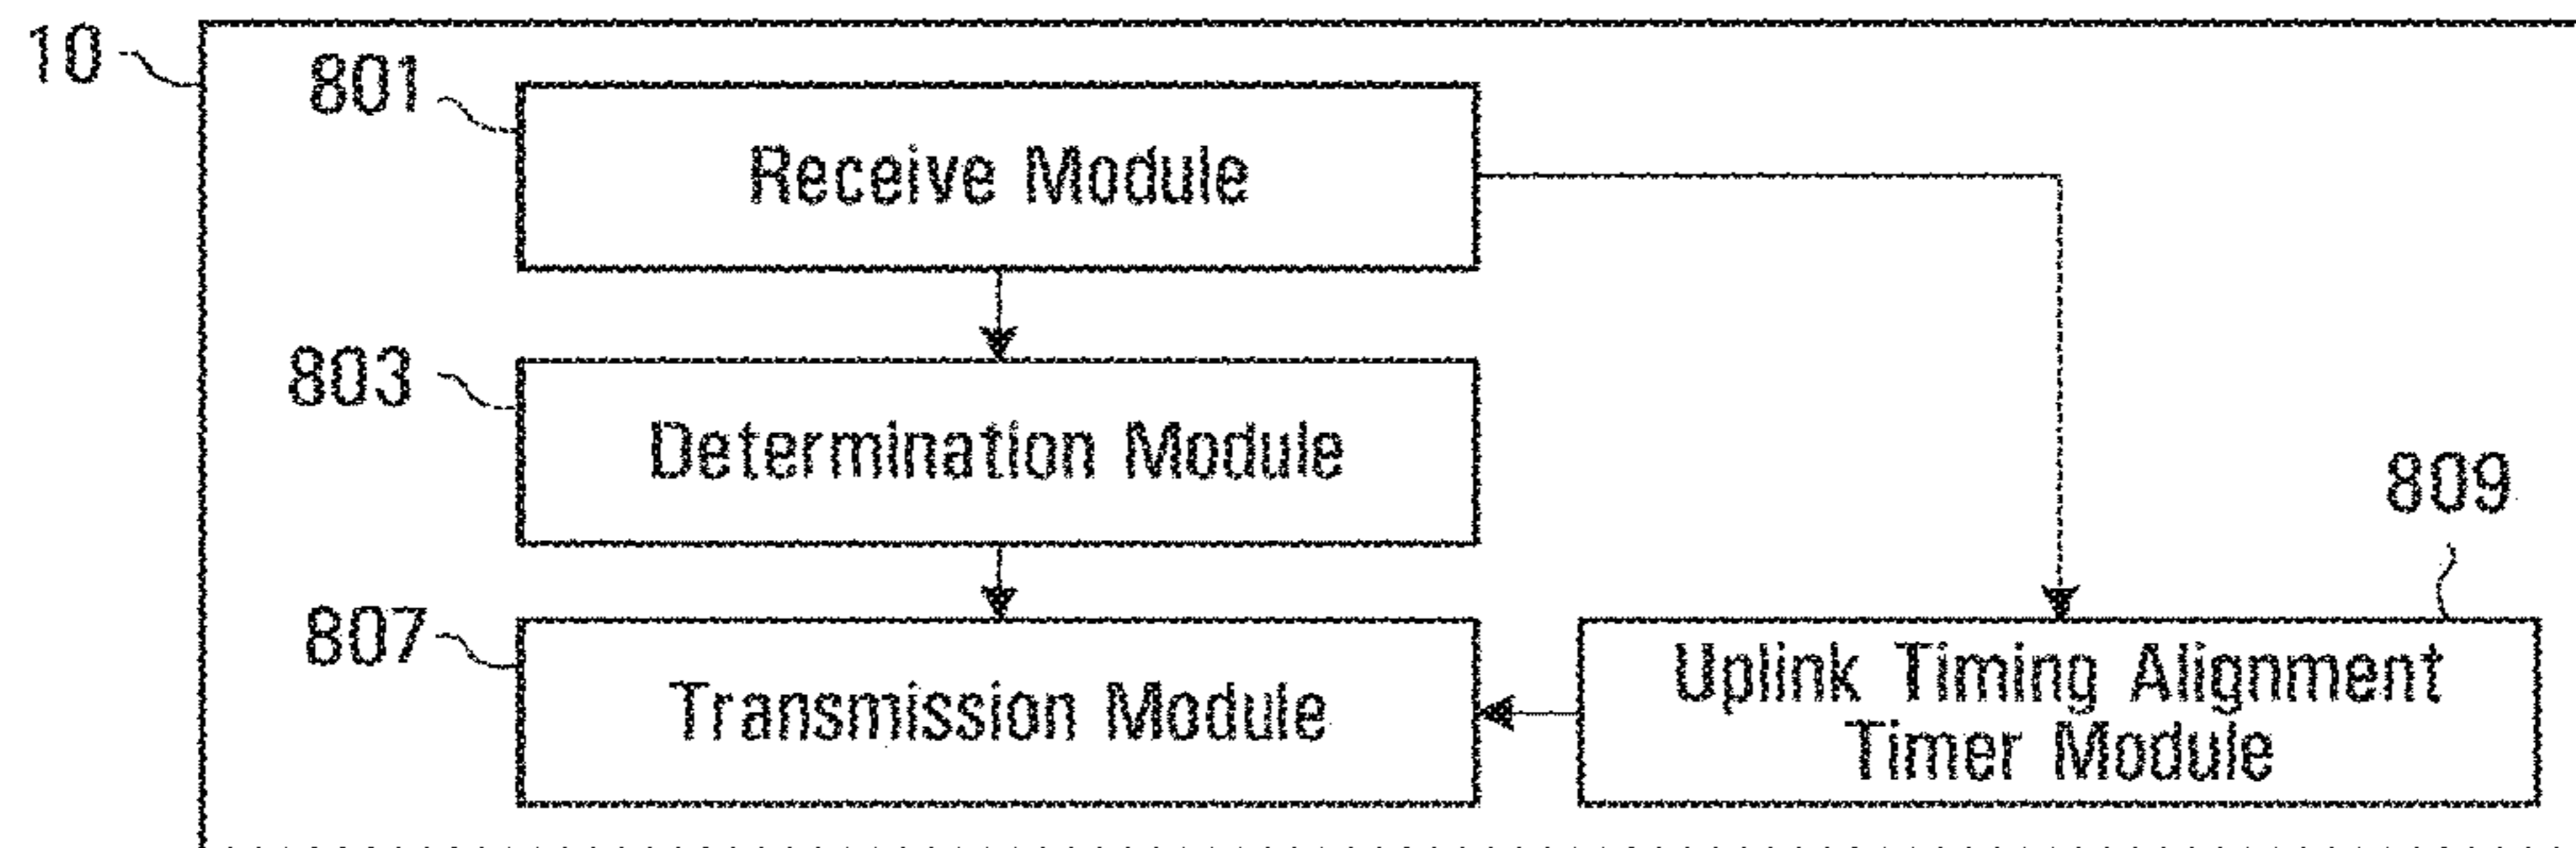 10
801
Receive Module
803
Determination Module
809
807
Transmission Module
Uplink Timing Alignment
Timer Module